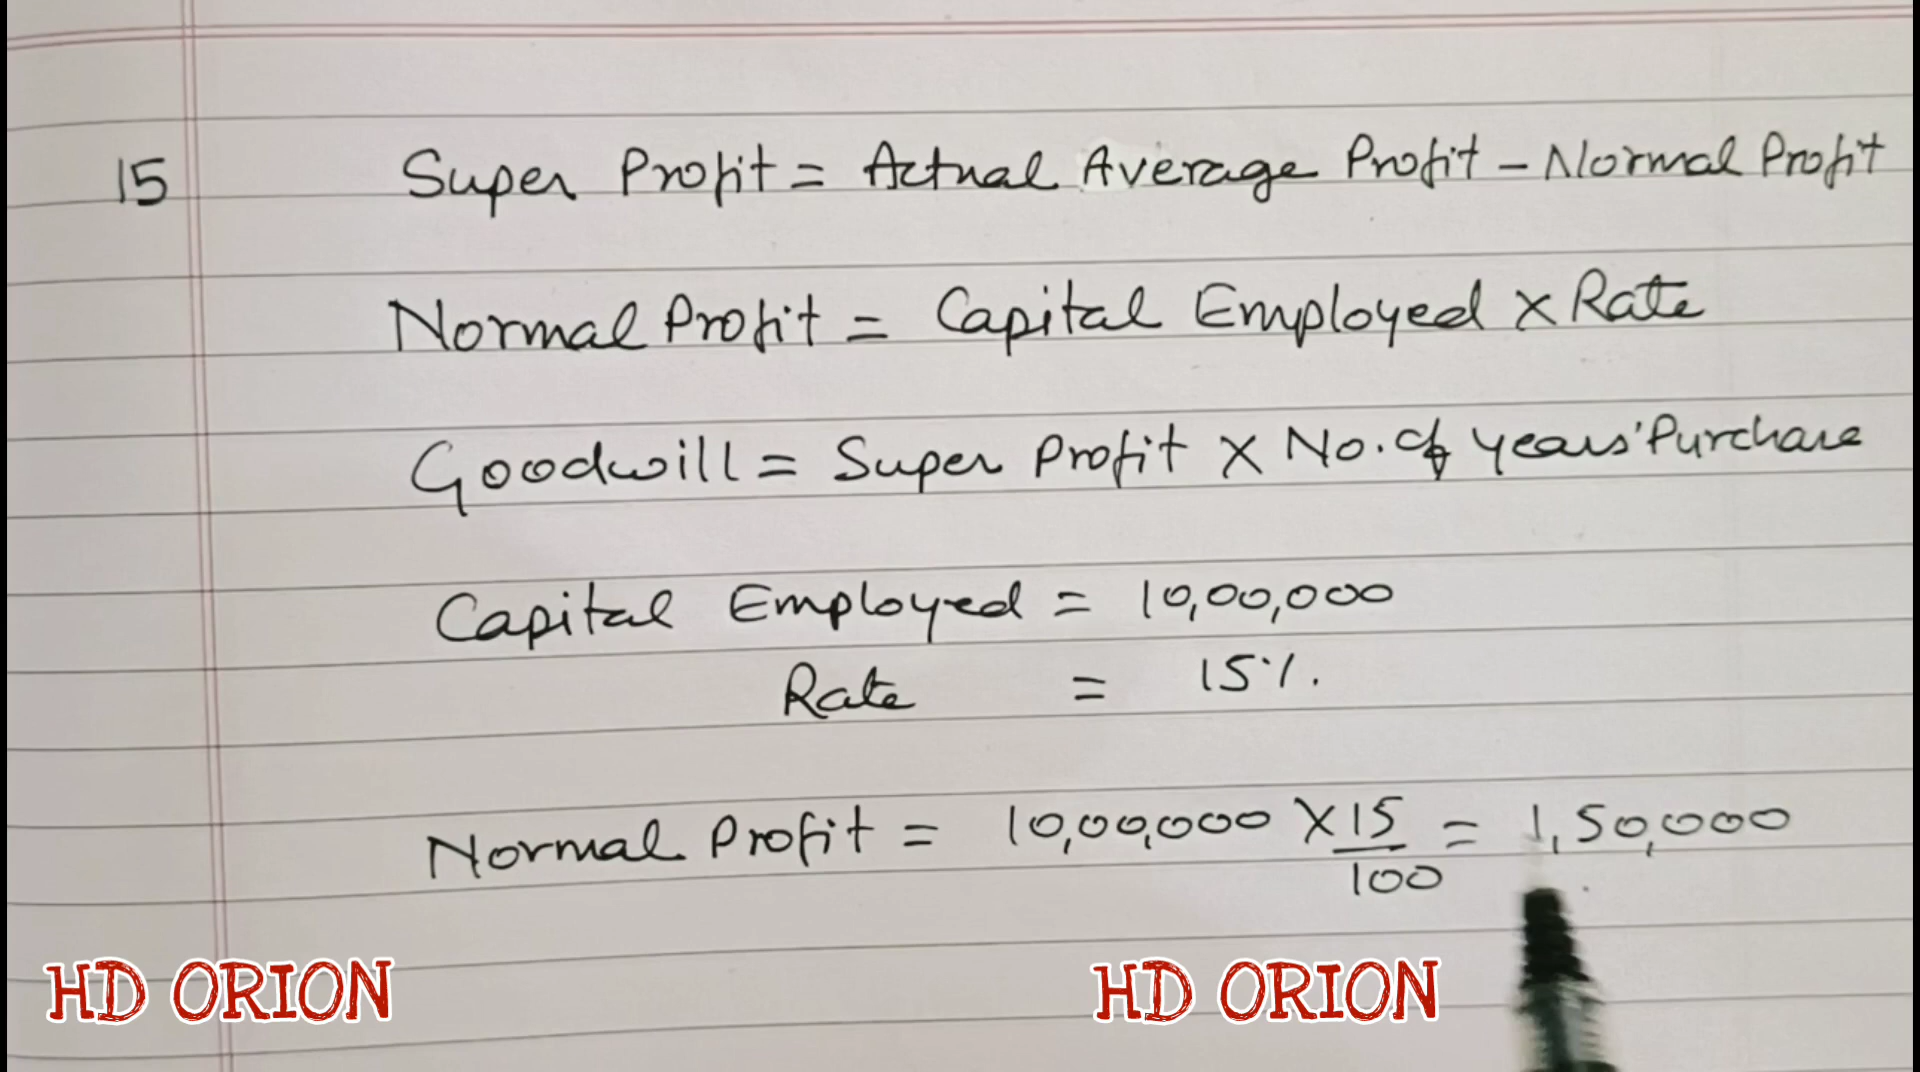 15 Super Profit = Actual Average Profit - Normal Profit
Normal Profit = Capital Employed x Rate
Goodwill = Super Profit x No. of years' Purchase
Capital Employed = 10,00,000
Rate = 15%.
Normal Profit = 10,00,000 x 15/100 = 1,50,000
HD ORION HD ORION